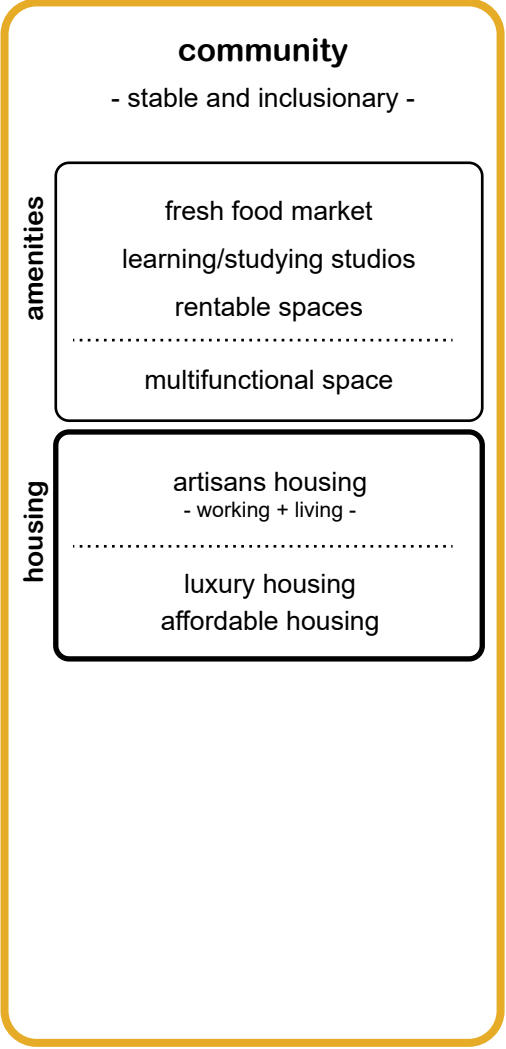 community
- stable and inclusionary -
amenities
fresh food market
learning/studying studios
rentable spaces
multifunctional space
housing
artisans housing
- working + living -
luxury housing
affordable housing